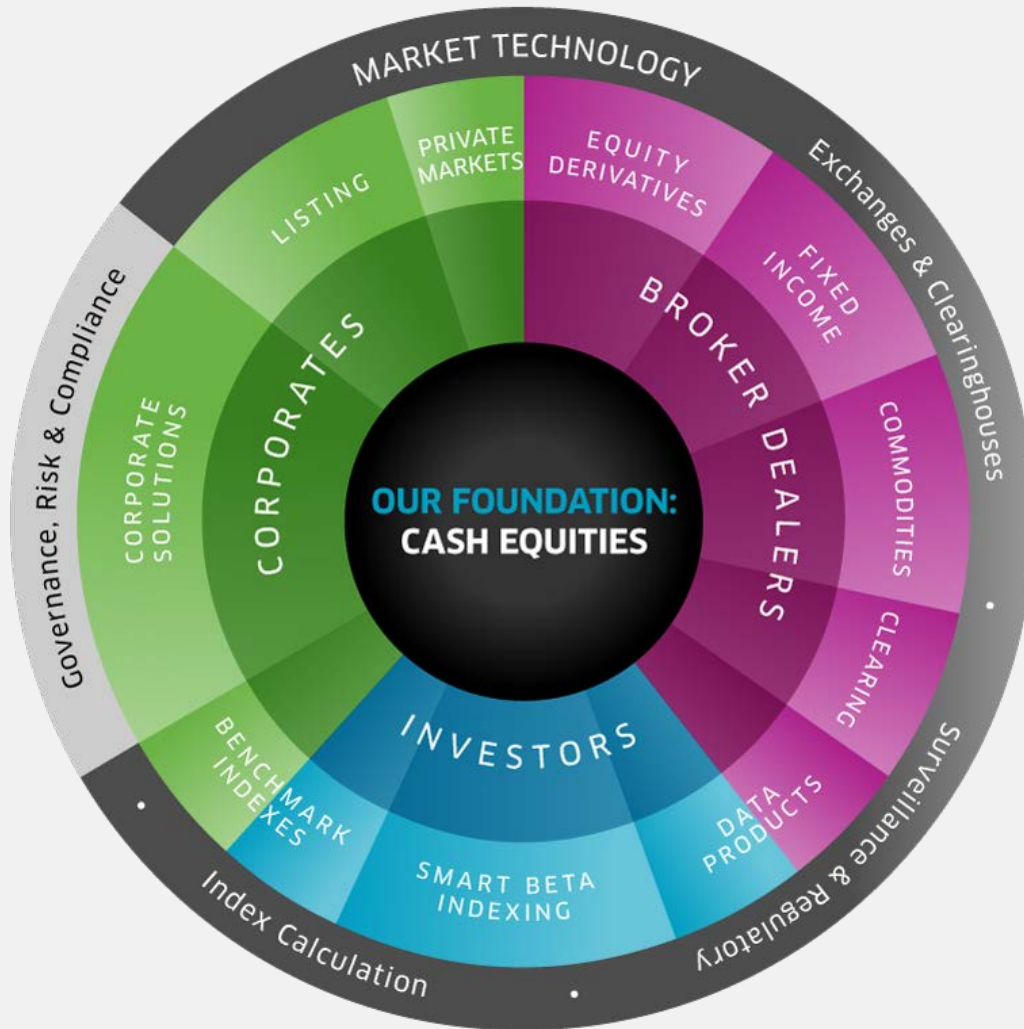 MARKET TECHNOLOGY
Exchanges & Clearinghouses
Surveillance & Regulatory
Index Calculation
Governance, Risk & Compliance
PRIVATE
MARKETS
EQUITY
DERIVATIVES
FIXED
INCOME
COMMODITIES
CLEARING
DATA
PRODUCTS
SMART BETA
INDEXING
BENCHMARK
INDEXES
CORPORATE
SOLUTIONS
LISTING
CORPORATES
BROKER DEALERS
INVESTORS
OUR FOUNDATION:
CASH EQUITIES